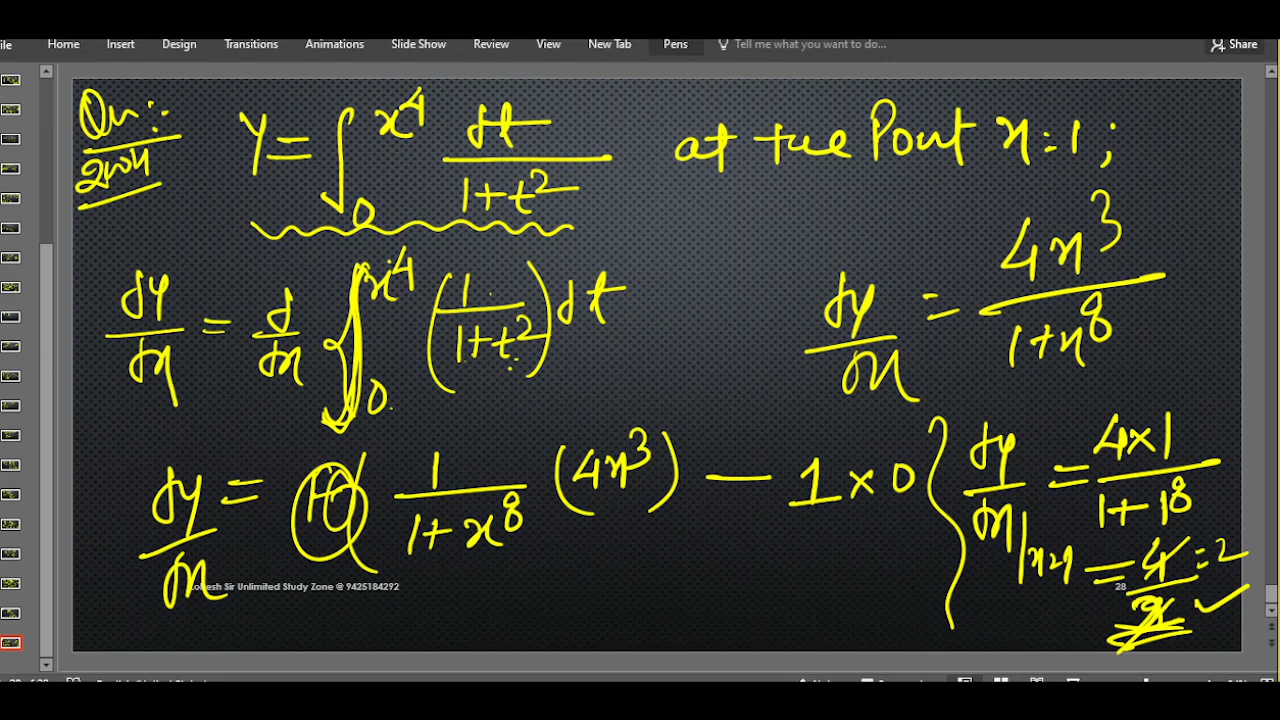 File Home Insert Design Transitions Animations Slide Show Review View New Tab Pens Tell me what you want to do... Share
Qn:-
2004
Y = ∫₀^{x⁴} dt/(1+t²) at the Point x=1;
dy/dx = d/dx ∫₀^{x⁴} (1/(1+t²)) dt
dy/dx = 4x³/(1+x⁸)
dy/dx = 1/(1+x⁸) (4x³) — 1×0
dy/dx|x=1 = 4×1/(1+1⁸)
= 4/2 = 2
Sir Unlimited Study Zone @ 9425184292
28